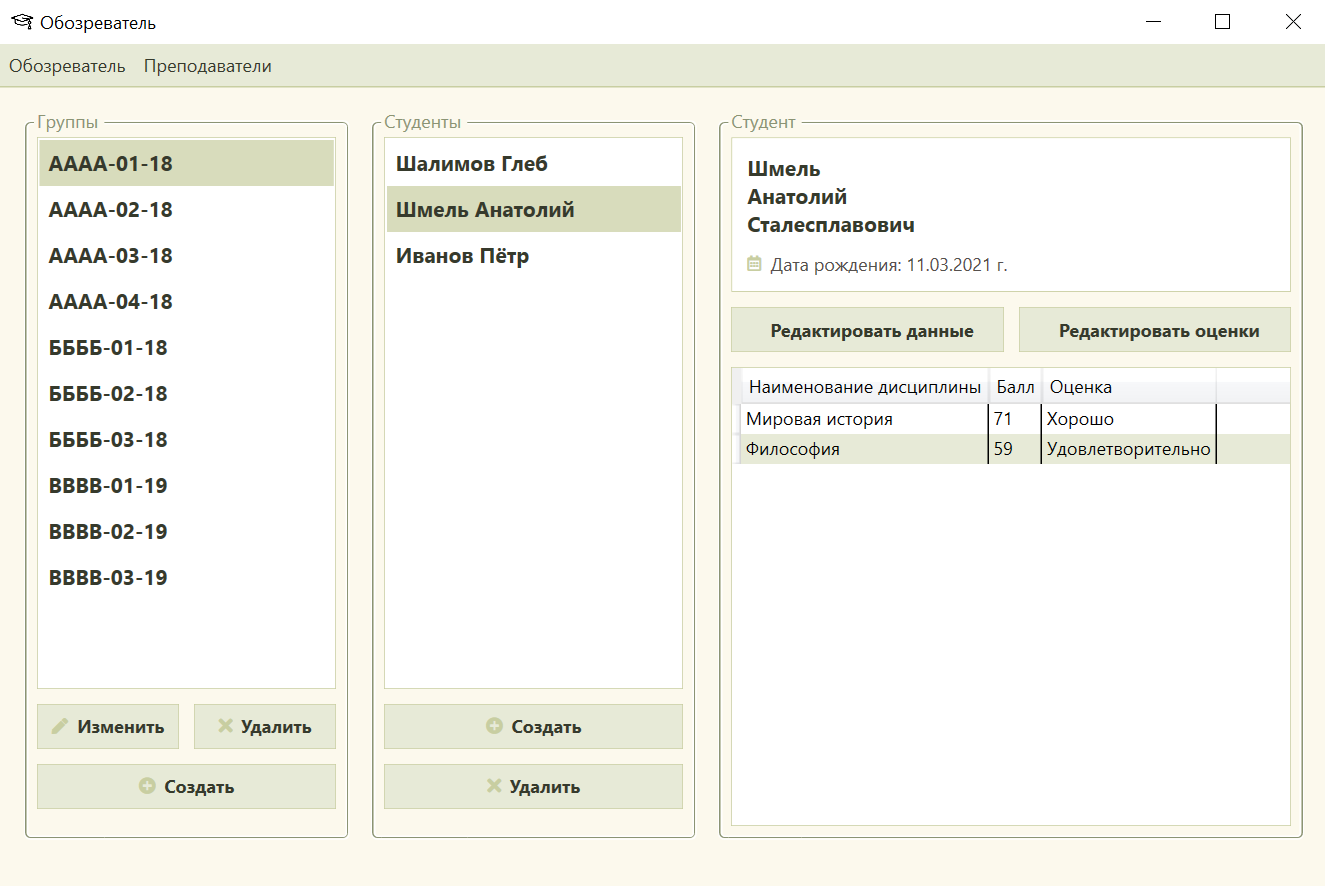 Обозреватель
Обозреватель Преподаватели
Группы
АААА-01-18
АААА-02-18
АААА-03-18
АААА-04-18
ББББ-01-18
ББББ-02-18
ББББ-03-18
ВВВВ-01-19
ВВВВ-02-19
ВВВВ-03-19
Изменить Удалить
Создать
Студенты
Шалимов Глеб
Шмель Анатолий
Иванов Пётр
Создать
Удалить
Студент
Шмель
Анатолий
Сталесплавович
Дата рождения: 11.03.2021 г.
Редактировать данные Редактировать оценки
Наименование дисциплины Балл Оценка
Мировая история 71 Хорошо
Философия 59 Удовлетворительно